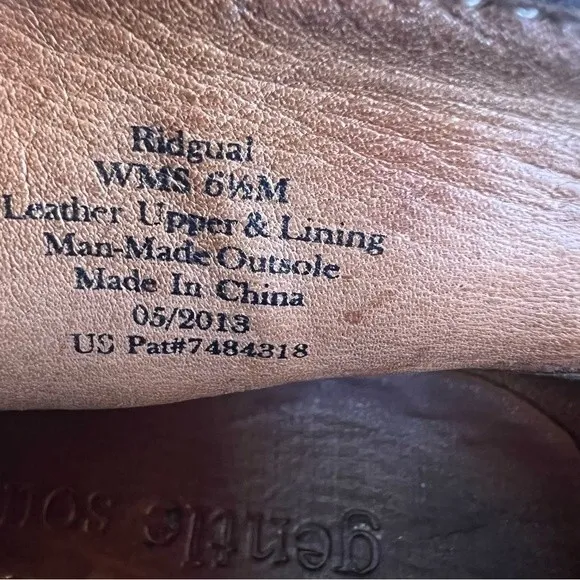 Ridgual
WMS 6½M
Leather Upper & Lining
Man-Made Outsole
Made In China
05/2013
US Pat#7484318
gentle